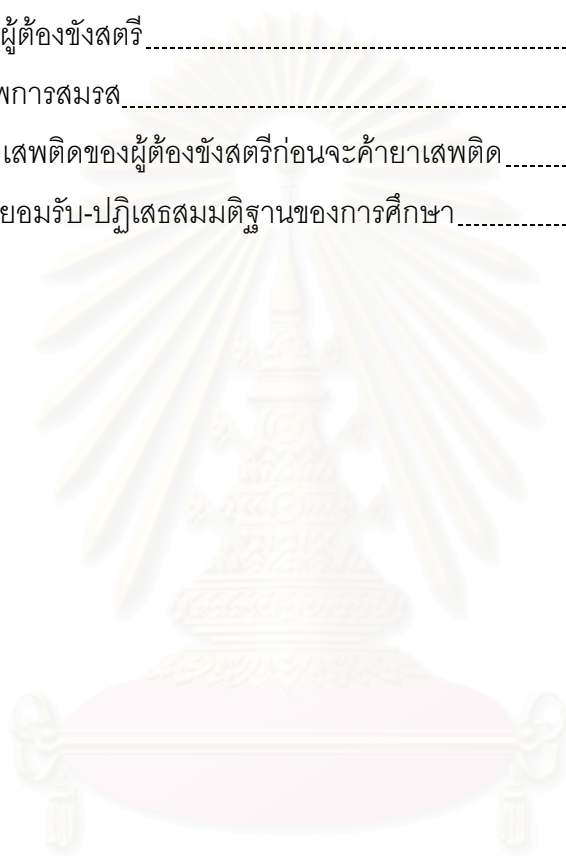 ผู้ต้องขังสตรี
พการสมรส
เสพติดของผู้ต้องขังสตรีก่อนจะค้ายาเสพติด
ยอมรับ-ปฏิเสธสมมติฐานของการศึกษา